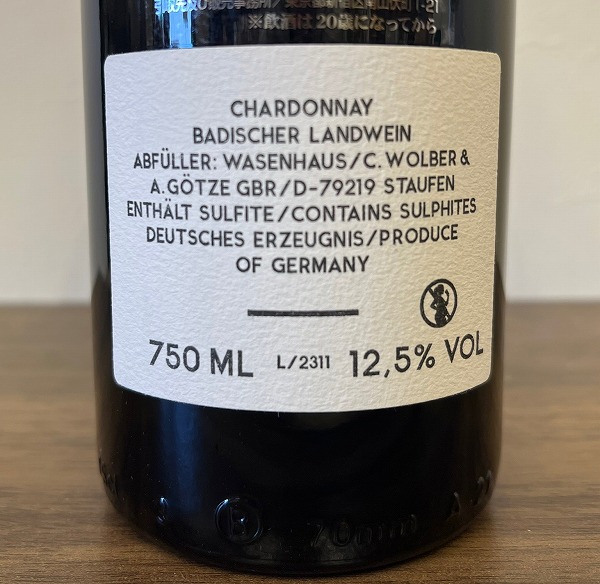 ※飲酒は20歳になってから
CHARDONNAY
BADISCHER LANDWEIN
ABFÜLLER: WASENHAUS/C. WOLBER &
A. GÖTZE GBR/D-79219 STAUFEN
ENTHÄLT SULFITE/CONTAINS SULPHITES
DEUTSCHES ERZEUGNIS/PRODUCE
OF GERMANY
750 ML L/2311 12,5% VOL
70mm